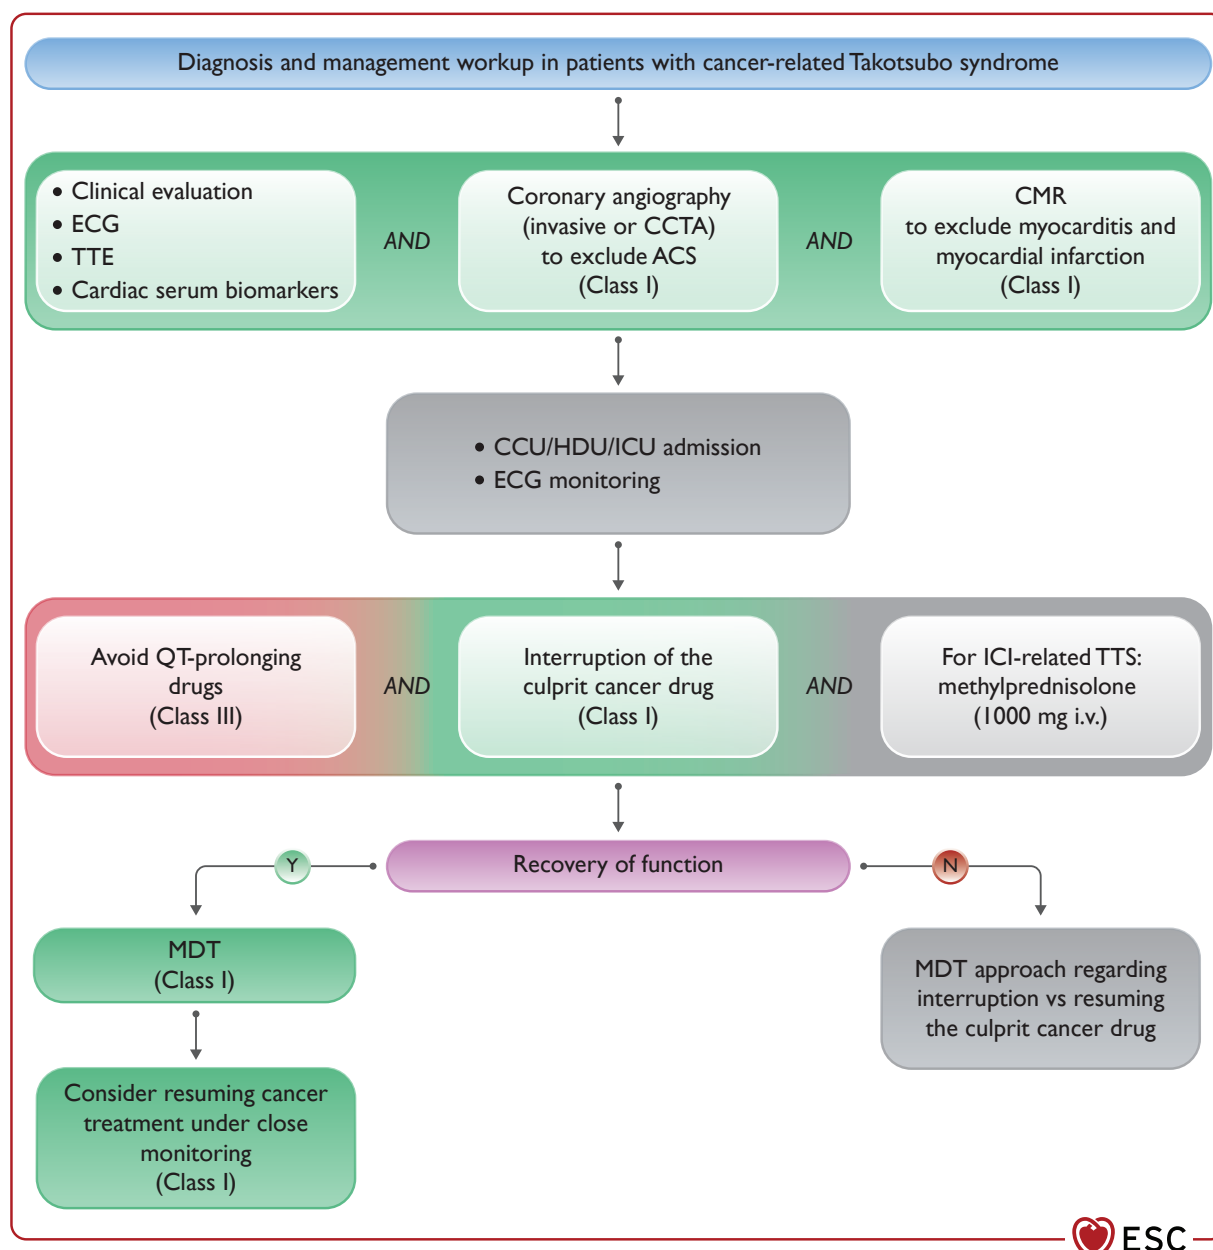 Diagnosis and management workup in patients with cancer-related Takotsubo syndrome
• Clinical evaluation
• ECG
• TTE
• Cardiac serum biomarkers
AND
Coronary angiography
(invasive or CCTA)
to exclude ACS
(Class I)
AND
CMR
to exclude myocarditis and
myocardial infarction
(Class I)
• CCU/HDU/ICU admission
• ECG monitoring
Avoid QT-prolonging
drugs
(Class III)
AND
Interruption of the
culprit cancer drug
(Class I)
AND
For ICI-related TTS:
methylprednisolone
(1000 mg i.v.)
Y
Recovery of function
N
MDT
(Class I)
MDT approach regarding
interruption vs resuming
the culprit cancer drug
Consider resuming cancer
treatment under close
monitoring
(Class I)
ESC